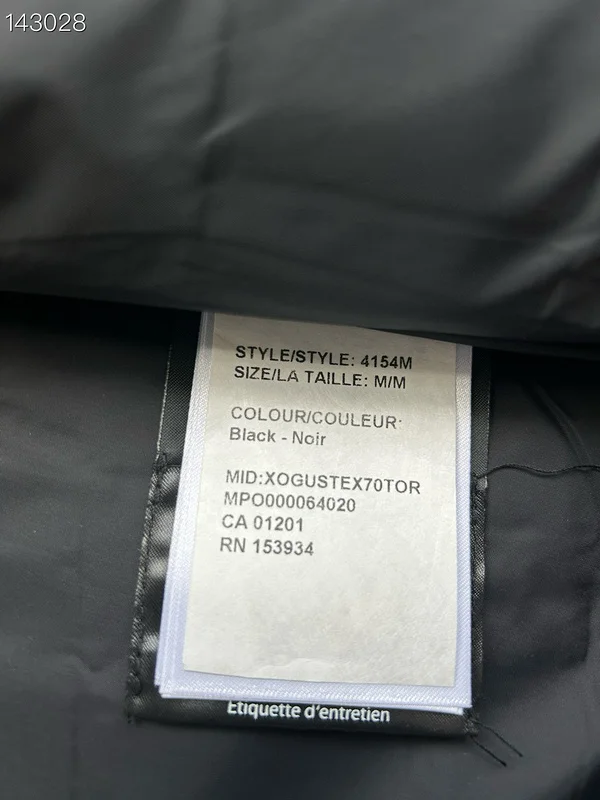 143028
STYLE/STYLE: 4154M
SIZE/LA TAILLE: M/M
COLOUR/COULEUR:
Black - Noir
MID:XOGUSTEX70TOR
MPO000064020
CA 01201
RN 153934
Etiquette d'entretien